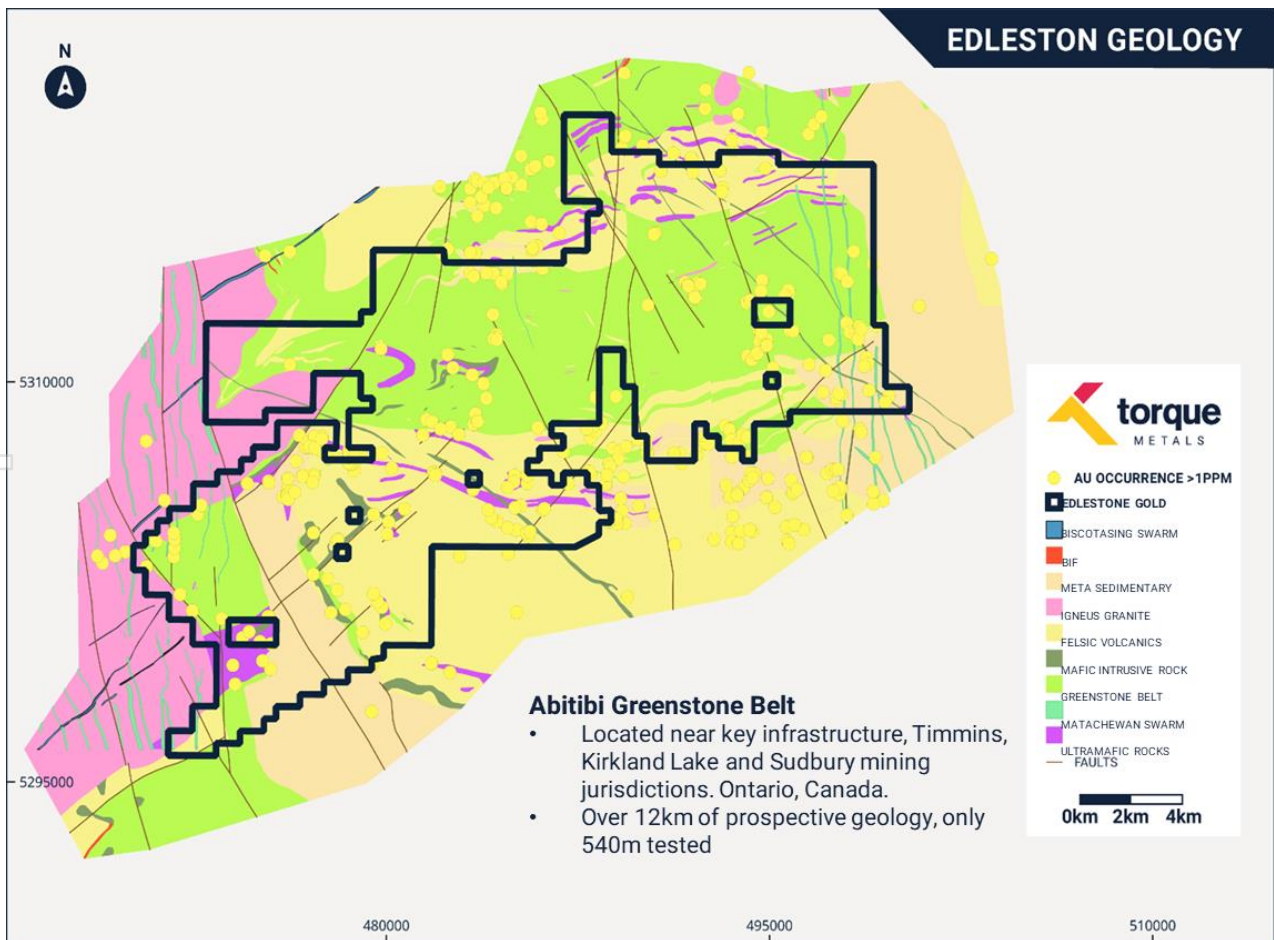 EDLESTON GEOLOGY
N
5310000
5295000
torque
METALS
AU OCCURRENCE >1PPM
EDLESTONE GOLD
BISCOTASING SWARM
BIF
META SEDIMENTARY
IGNEUS GRANITE
FELSIC VOLCANICS
MAFIC INTRUSIVE ROCK
GREENSTONE BELT
MATACHEWAN SWARM
ULTRAMAFIC ROCKS
FAULTS
0km 2km 4km
Abitibi Greenstone Belt
• Located near key infrastructure, Timmins,
Kirkland Lake and Sudbury mining
jurisdictions. Ontario, Canada.
• Over 12km of prospective geology, only
540m tested
480000 495000 510000